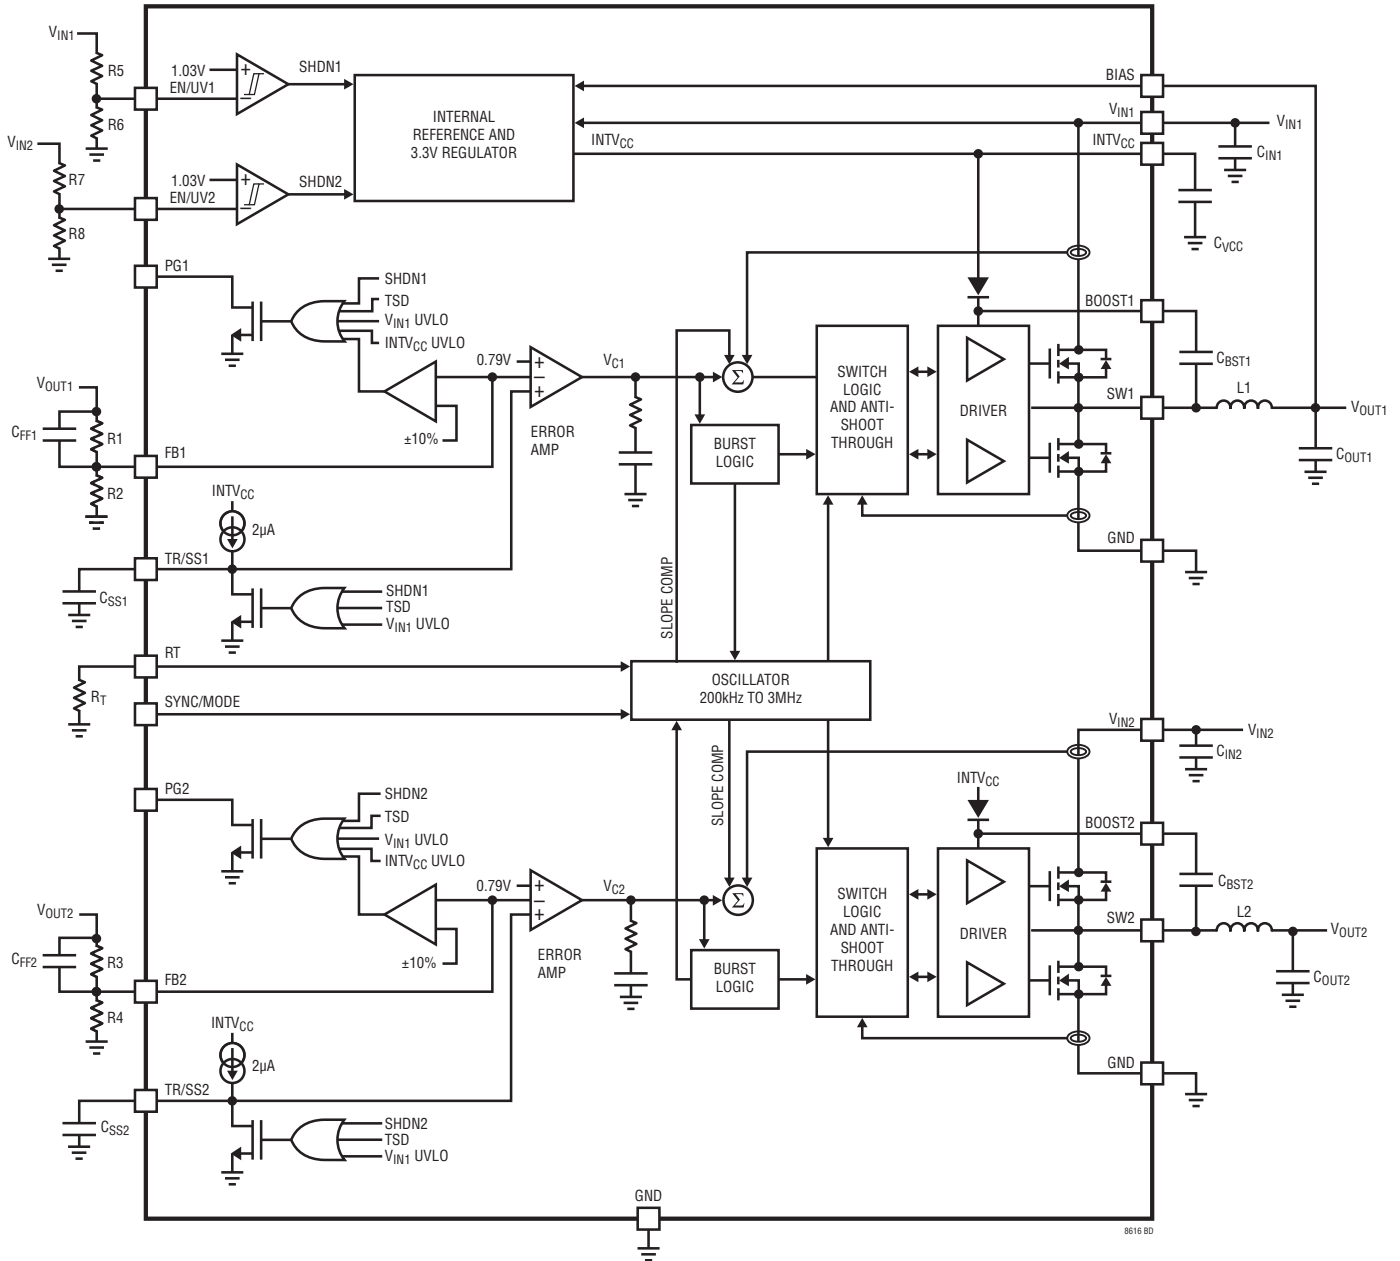 VIN1
R5
R6
1.03V
EN/UV1
SHDN1
VIN2
R7
R8
1.03V
EN/UV2
SHDN2
INTERNAL
REFERENCE AND
3.3V REGULATOR
BIAS
VIN1
INTVCC
INTVCC
VIN1
CIN1
CVCC
PG1
SHDN1
TSD
VIN1 UVLO
INTVCC UVLO
0.79V
±10%
ERROR
AMP
VC1
Σ
BURST
LOGIC
SWITCH
LOGIC
AND ANTI-
SHOOT
THROUGH
DRIVER
BOOST1
CBST1
SW1
L1
VOUT1
COUT1
GND
VOUT1
CFF1
R1
R2
FB1
INTVCC
2µA
TR/SS1
CSS1
SHDN1
TSD
VIN1 UVLO
SLOPE COMP
RT
RT
SYNC/MODE
OSCILLATOR
200kHz TO 3MHz
SLOPE COMP
VIN2
VIN2
CIN2
PG2
SHDN2
TSD
VIN1 UVLO
INTVCC UVLO
0.79V
±10%
ERROR
AMP
VC2
Σ
BURST
LOGIC
SWITCH
LOGIC
AND ANTI-
SHOOT
THROUGH
INTVCC
DRIVER
BOOST2
CBST2
SW2
L2
VOUT2
COUT2
GND
VOUT2
CFF2
R3
R4
FB2
INTVCC
2µA
TR/SS2
CSS2
SHDN2
TSD
VIN1 UVLO
GND
8616 BD